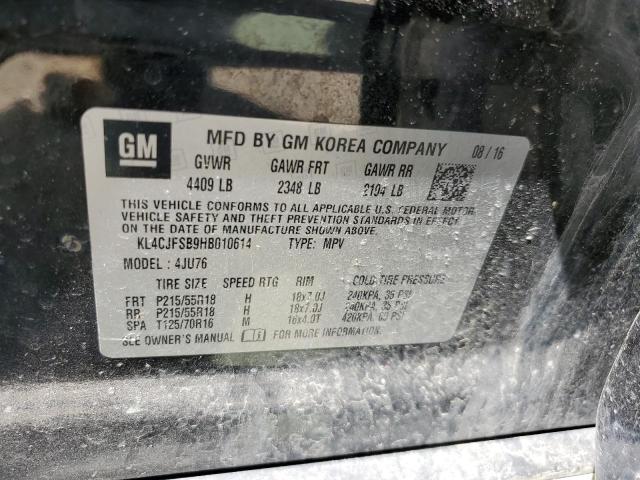 GM
MFD BY GM KOREA COMPANY 08/16
GVWR GAWR FRT GAWR RR
4409 LB 2348 LB 2194 LB
THIS VEHICLE CONFORMS TO ALL APPLICABLE U.S. FEDERAL MOTOR
VEHICLE SAFETY AND THEFT PREVENTION STANDARDS IN EFFECT
ON THE DATE OF MANUFACTURE SHOWN ABOVE.
KL4CJFSB9HB010614 TYPE: MPV
MODEL : 4JU76
TIRE SIZE SPEED RTG RIM COLD TIRE PRESSURE
FRT P215/55R18 H 18x7.0J 240KPA, 35 PSI
RR P215/55R18 H 18x7.0J 240KPA, 35 PSI
SPA T125/70R16 M 16x4.0T 420KPA, 60 PSI
SEE OWNER'S MANUAL FOR MORE INFORMATION.